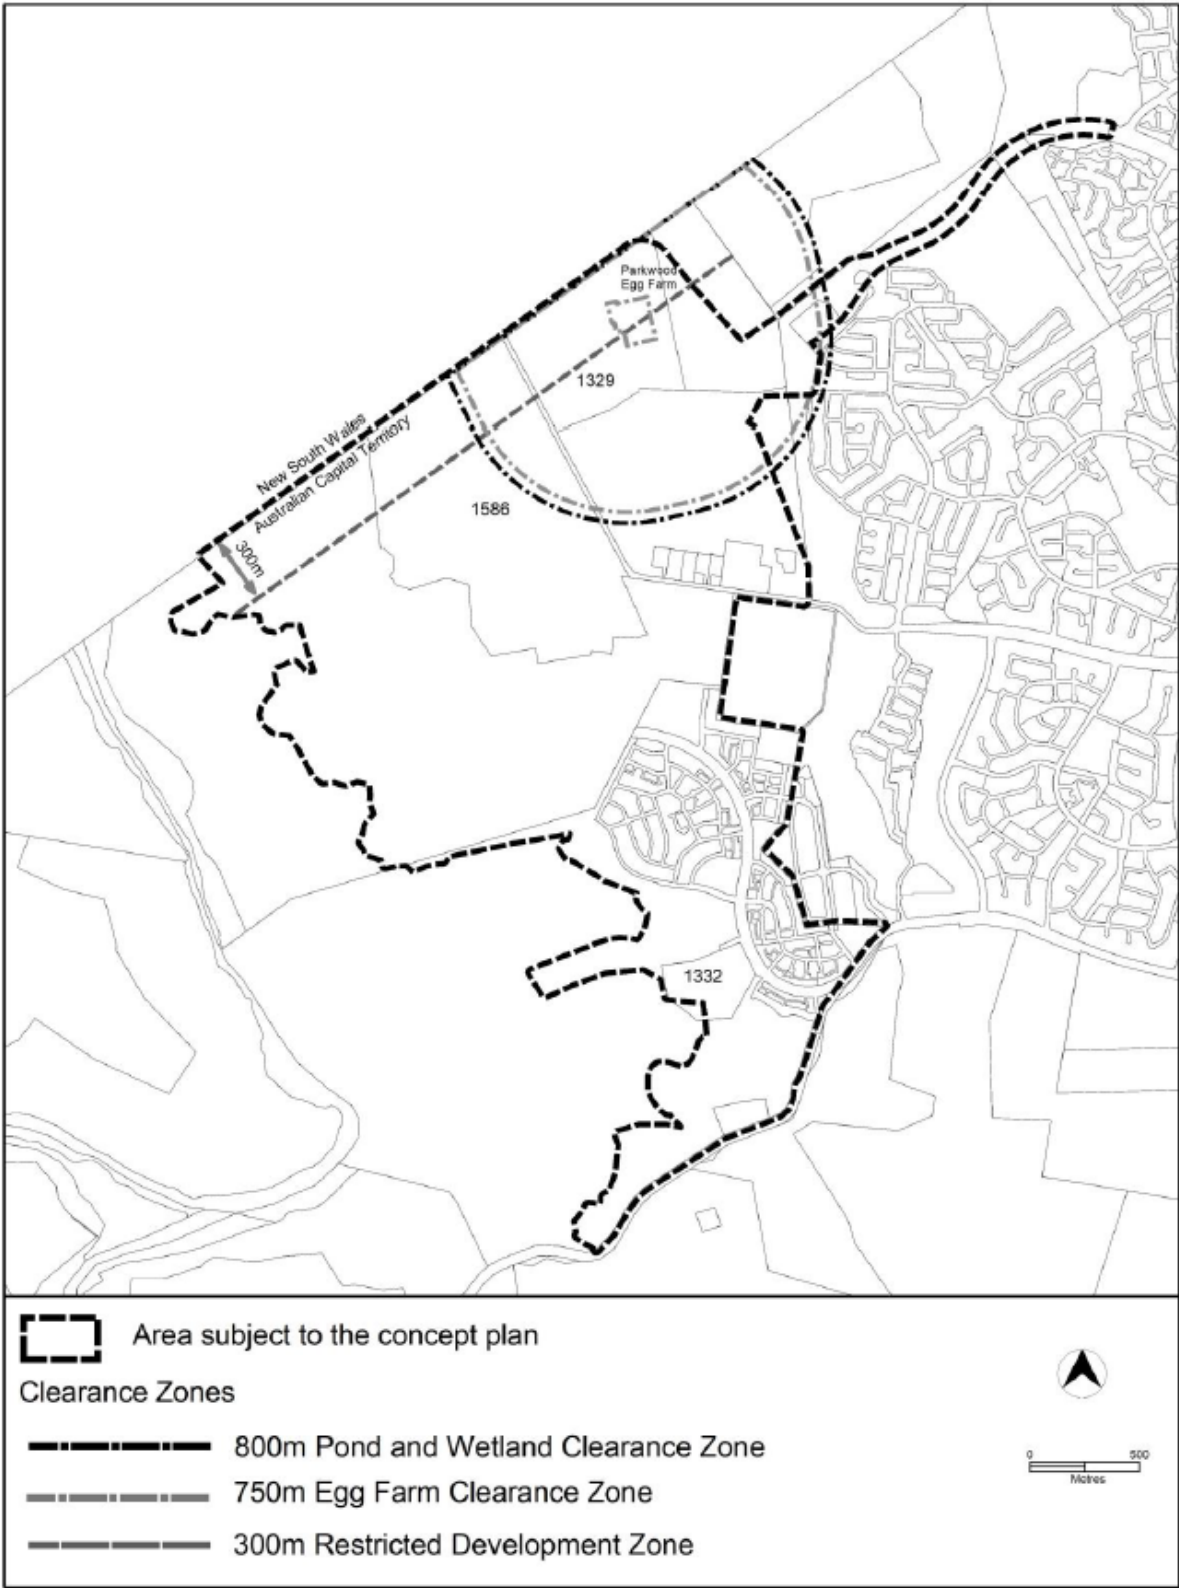 Parkwood
Egg Farm
1329
New South Wales
Australian Capital Territory
1586
300m
1332
Area subject to the concept plan
Clearance Zones
800m Pond and Wetland Clearance Zone
750m Egg Farm Clearance Zone
300m Restricted Development Zone
0 500
Metres